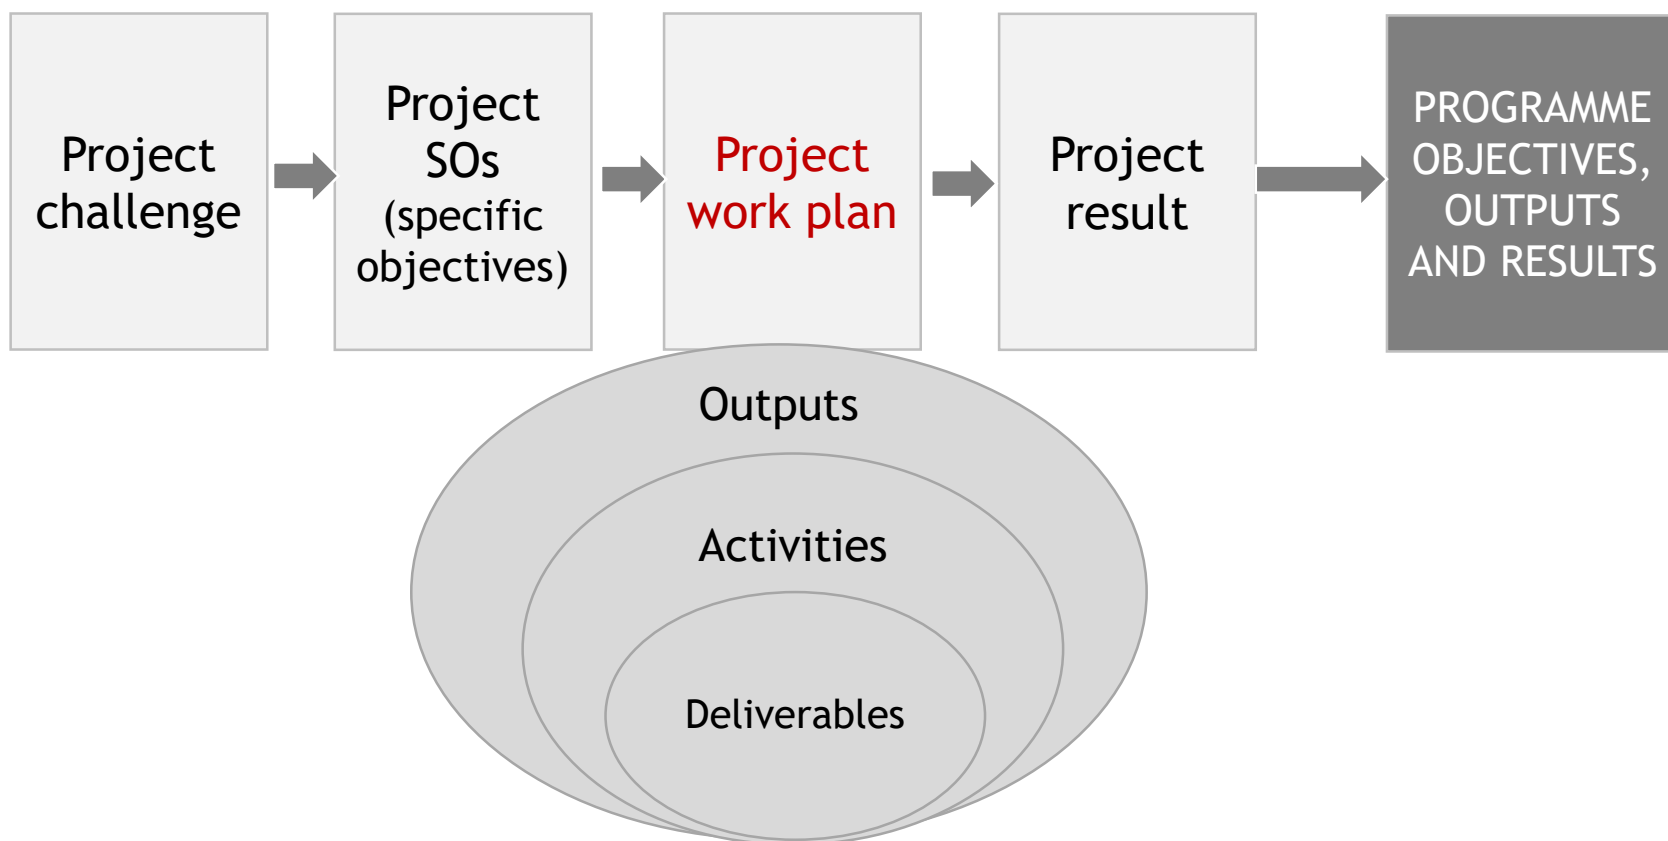 Project
challenge
Project
SOs
(specific
objectives)
Project
work plan
Project
result
PROGRAMME
OBJECTIVES,
OUTPUTS
AND RESULTS
Outputs
Activities
Deliverables